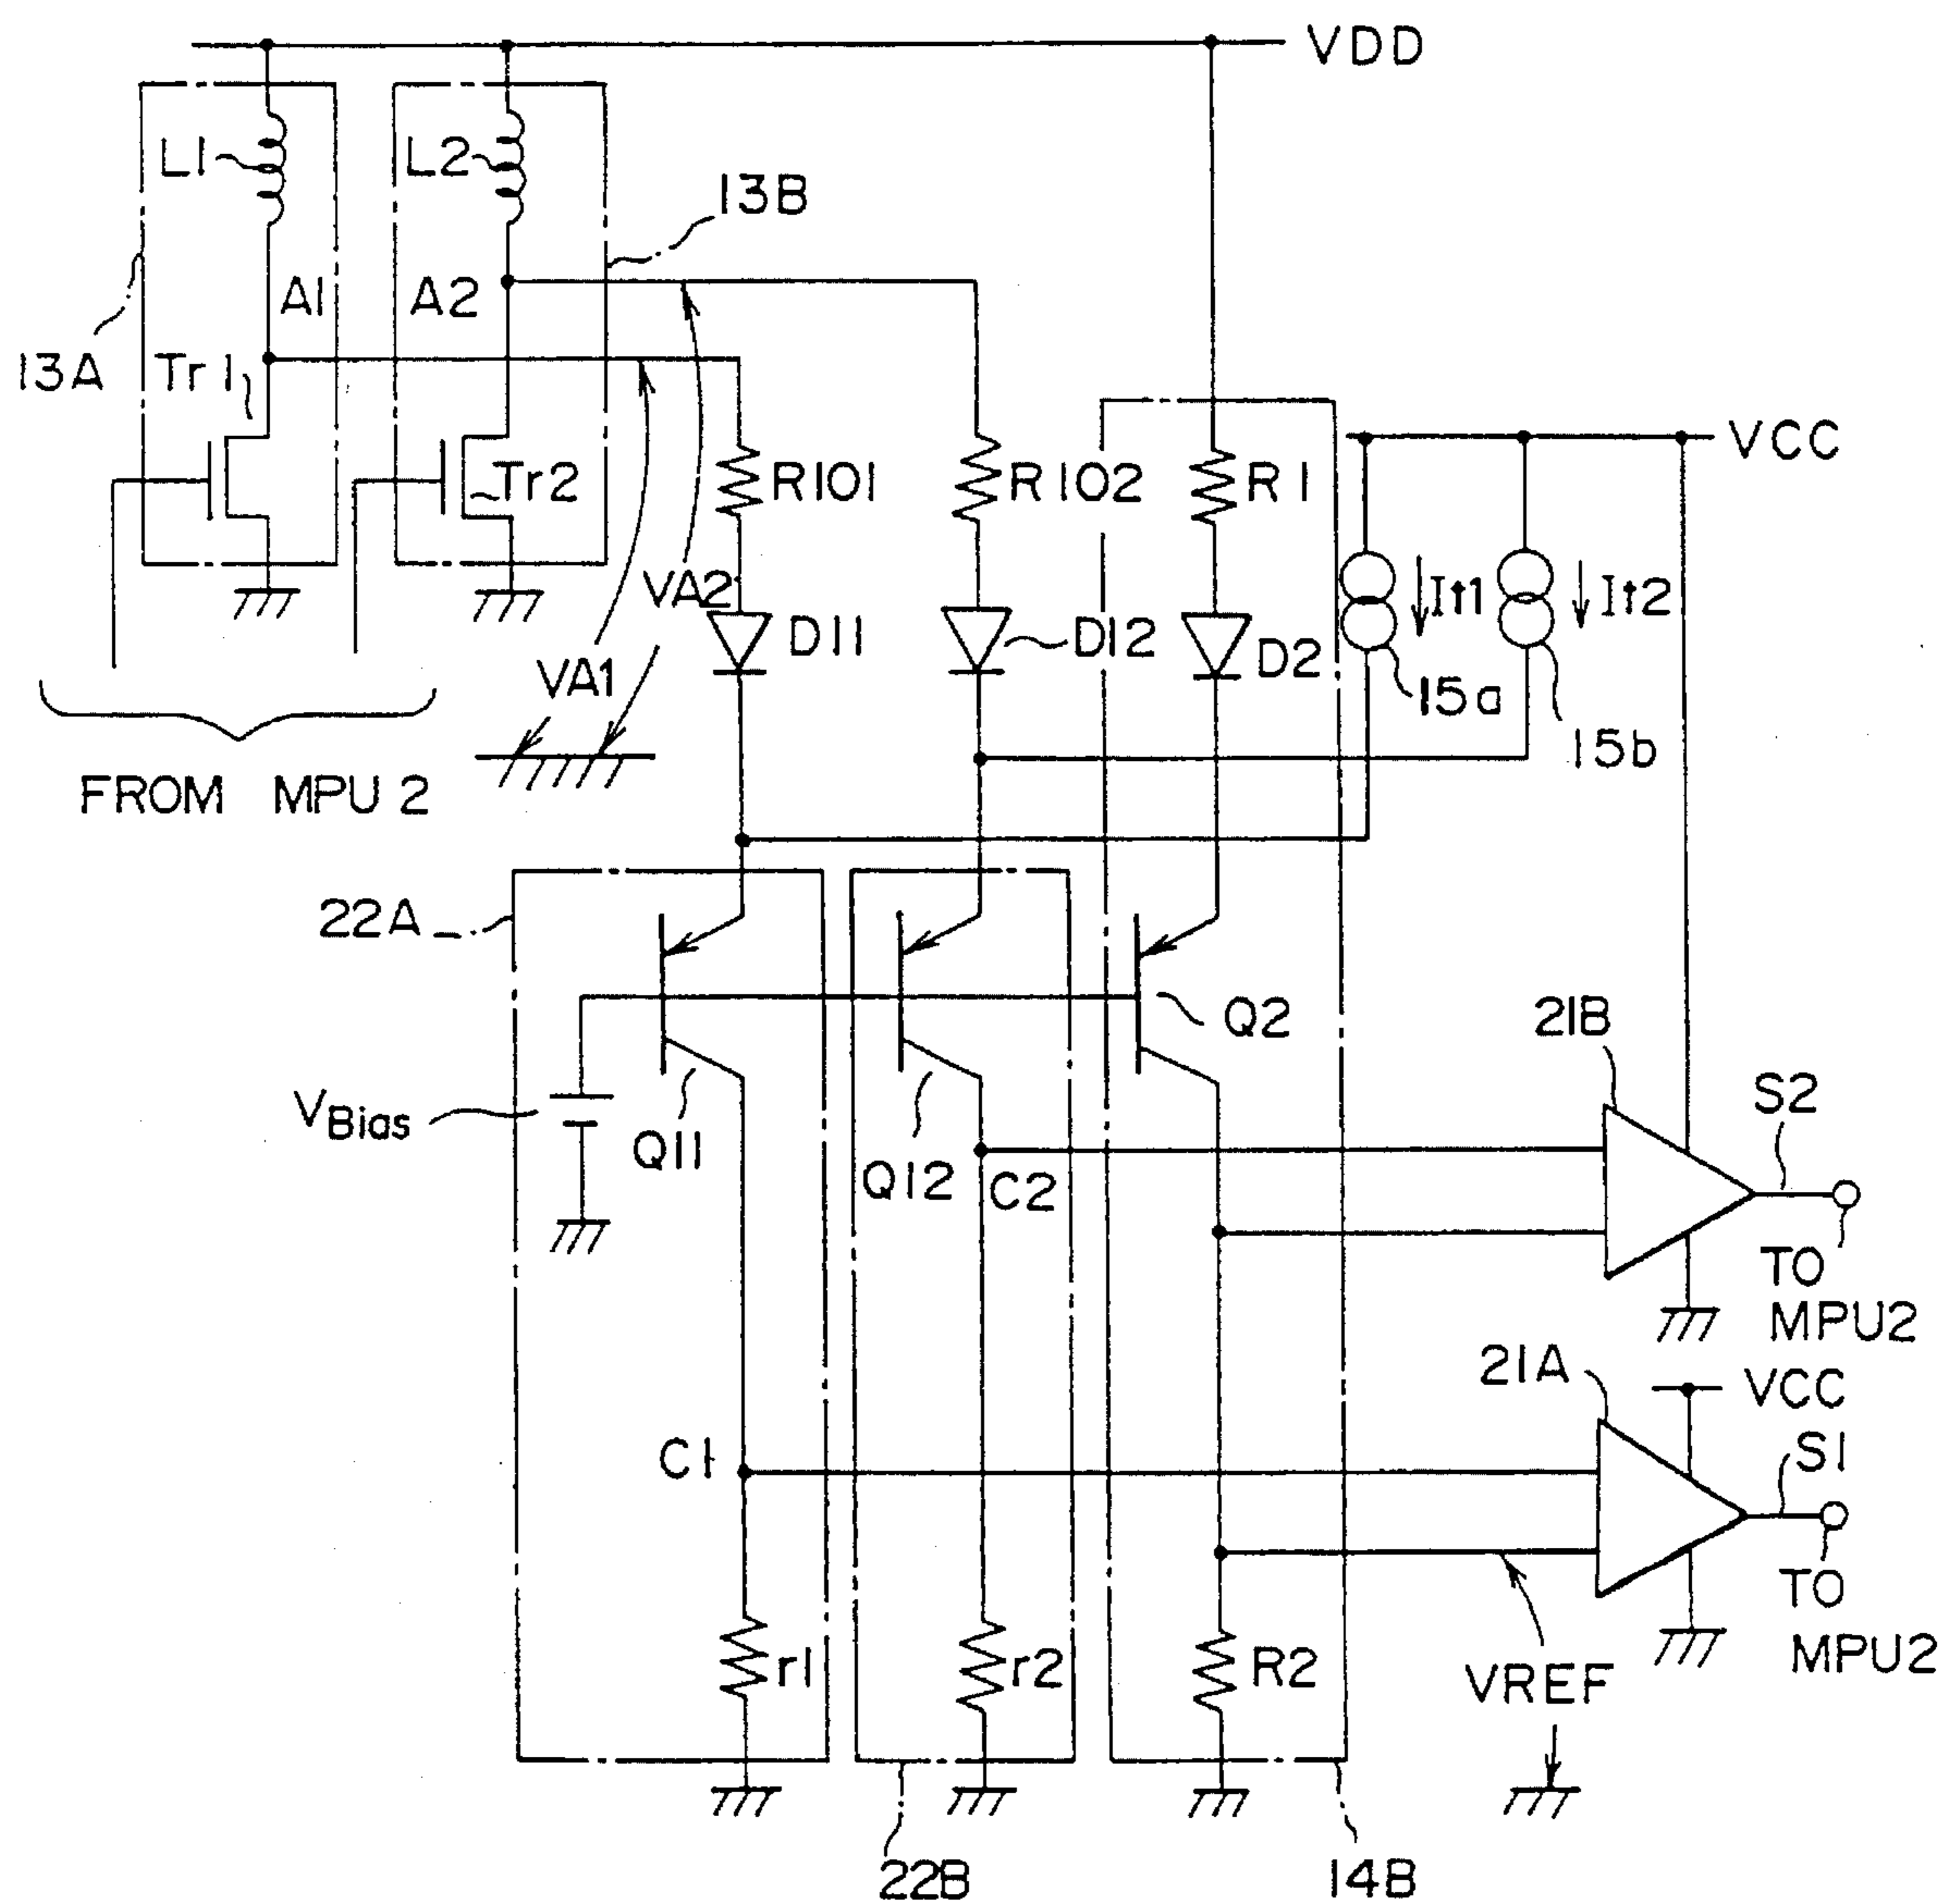 VDD
L1
L2
13B
A1
A2
13A
Tr1
Tr2
VCC
R101
R102
R1
It1
It2
VA2
D11
D12
D2
VA1
15a
15b
FROM MPU2
22A
Q2
21B
VBias
Q11
Q12
C2
S2
TO
MPU2
21A
VCC
C1
S1
TO
MPU2
r1
r2
R2
VREF
22B
14B